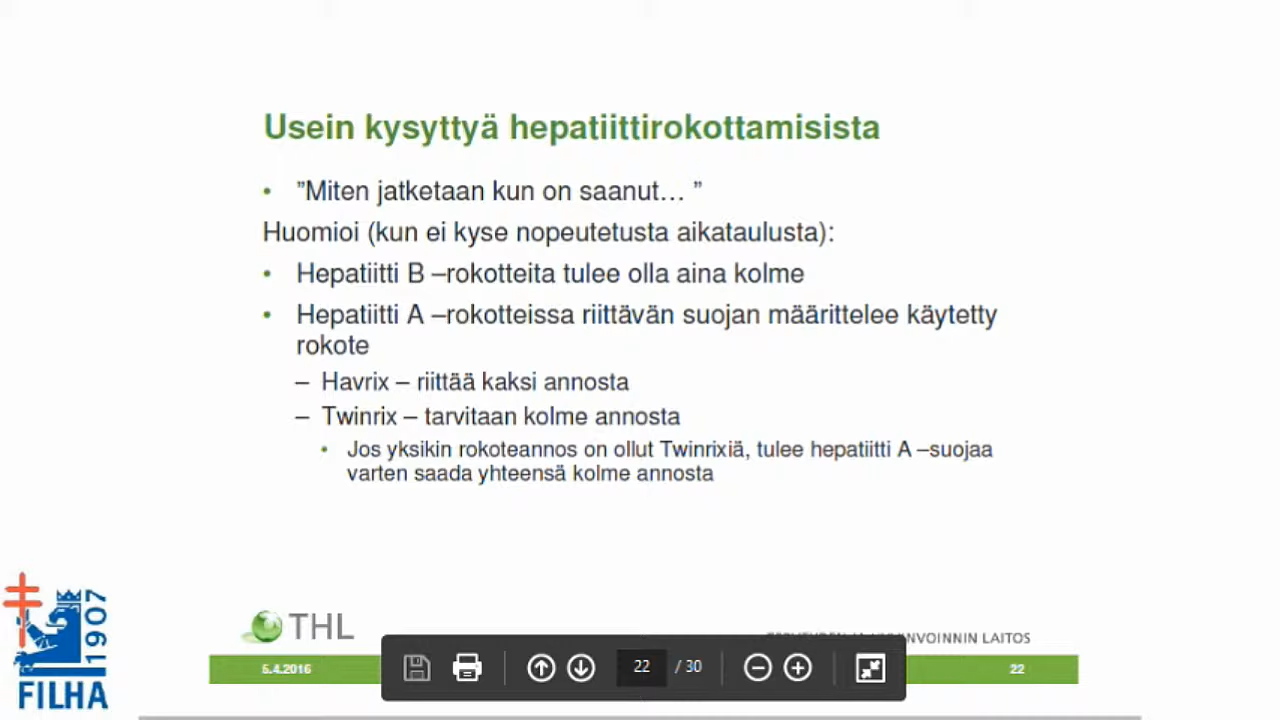 Usein kysyttyä hepatiittirokottamisista
• ”Miten jatketaan kun on saanut… ”
Huomioi (kun ei kyse nopeutetusta aikataulusta):
• Hepatiitti B –rokotteita tulee olla aina kolme
• Hepatiitti A –rokotteissa riittävän suojan määrittelee käytetty
rokote
– Havrix – riittää kaksi annosta
– Twinrix – tarvitaan kolme annosta
• Jos yksikin rokoteannos on ollut Twinrixiä, tulee hepatiitti A –suojaa
varten saada yhteensä kolme annosta
1907
FILHA
THL
LAITOS
5.4.2016
22 / 30
22